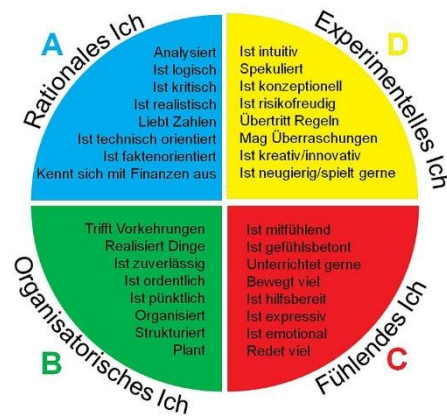 A
Rationales Ich
Analysiert
Ist logisch
Ist kritisch
Ist realistisch
Liebt Zahlen
Ist technisch orientiert
Ist faktenorientiert
Kennt sich mit Finanzen aus
D
Experimentelles Ich
Ist intuitiv
Spekuliert
Ist konzeptionell
Ist risikofreudig
Übertritt Regeln
Mag Überraschungen
Ist kreativ/innovativ
Ist neugierig/spielt gerne
B
Organisatorisches Ich
Trifft Vorkehrungen
Realisiert Dinge
Ist zuverlässig
Ist ordentlich
Ist pünktlich
Organisiert
Strukturiert
Plant
C
Fühlendes Ich
Ist mitfühlend
Ist gefühlsbetont
Unterrichtet gerne
Bewegt viel
Ist hilfsbereit
Ist expressiv
Ist emotional
Redet viel